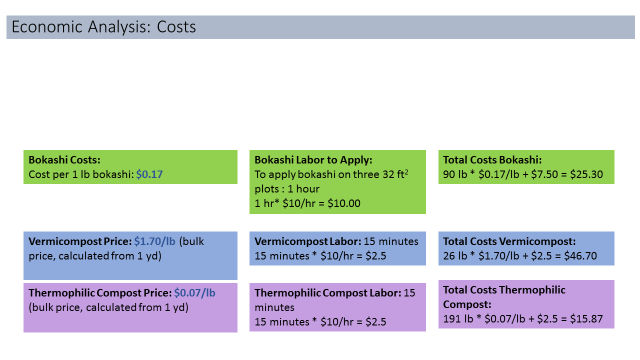 Economic Analysis: Costs
Bokashi Costs:
Cost per 1 lb bokashi: $0.17
Bokashi Labor to Apply:
To apply bokashi on three 32 ft²
plots : 1 hour
1 hr* $10/hr = $10.00
Total Costs Bokashi:
90 lb * $0.17/lb + $7.50 = $25.30
Vermicompost Price: $1.70/lb (bulk
price, calculated from 1 yd)
Vermicompost Labor: 15 minutes
15 minutes * $10/hr = $2.5
Total Costs Vermicompost:
26 lb * $1.70/lb + $2.5 = $46.70
Thermophilic Compost Price: $0.07/lb
(bulk price, calculated from 1 yd)
Thermophilic Compost Labor: 15
minutes
15 minutes * $10/hr = $2.5
Total Costs Thermophilic
Compost:
191 lb * $0.07/lb + $2.5 = $15.87